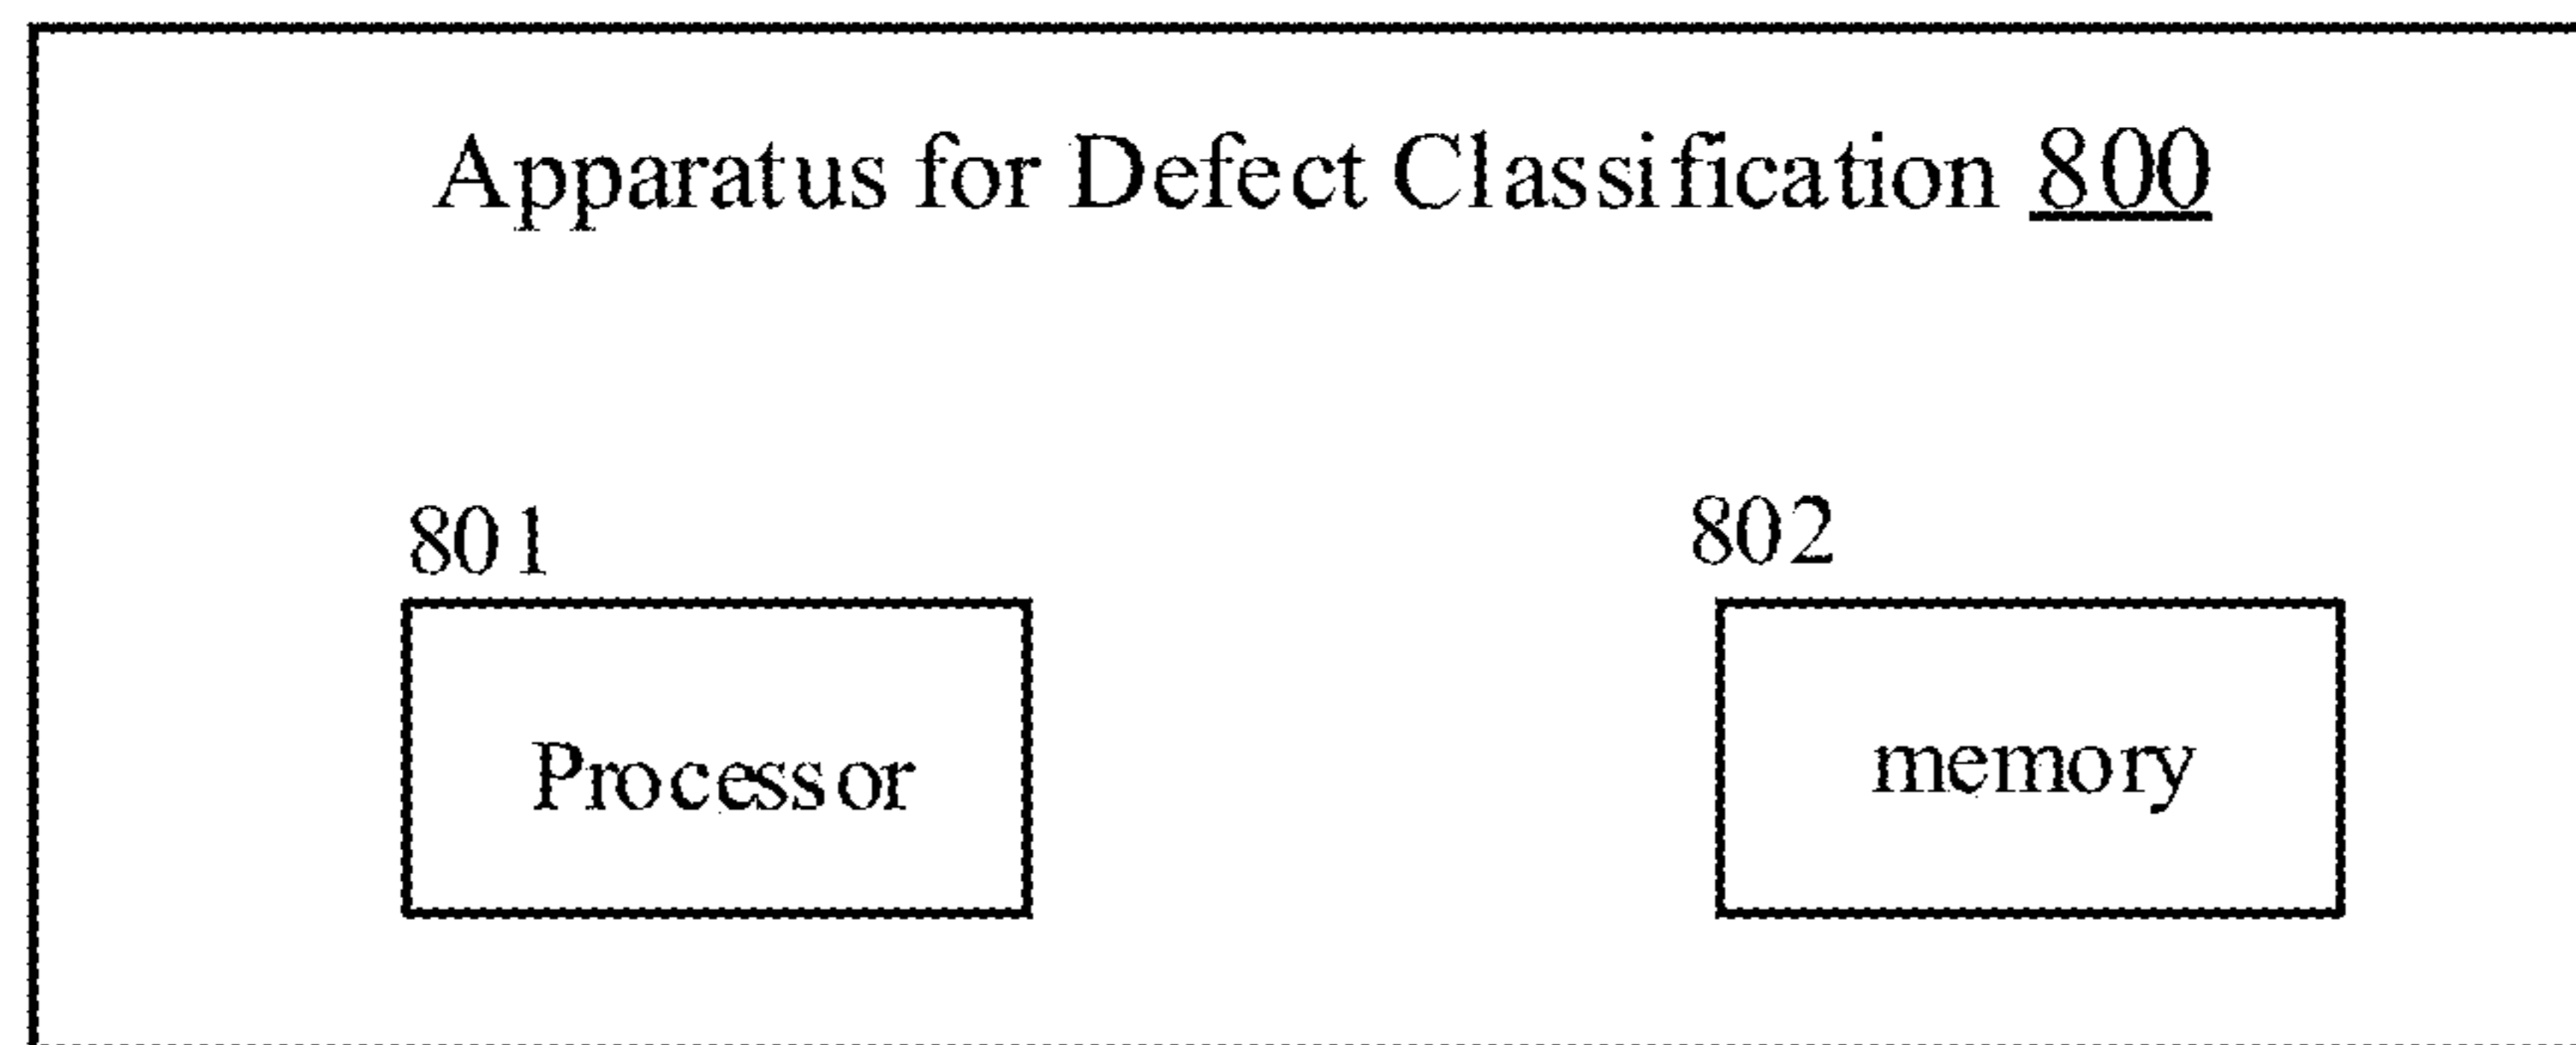 Apparatus for Defect Classification 800
801
802
Processor
memory